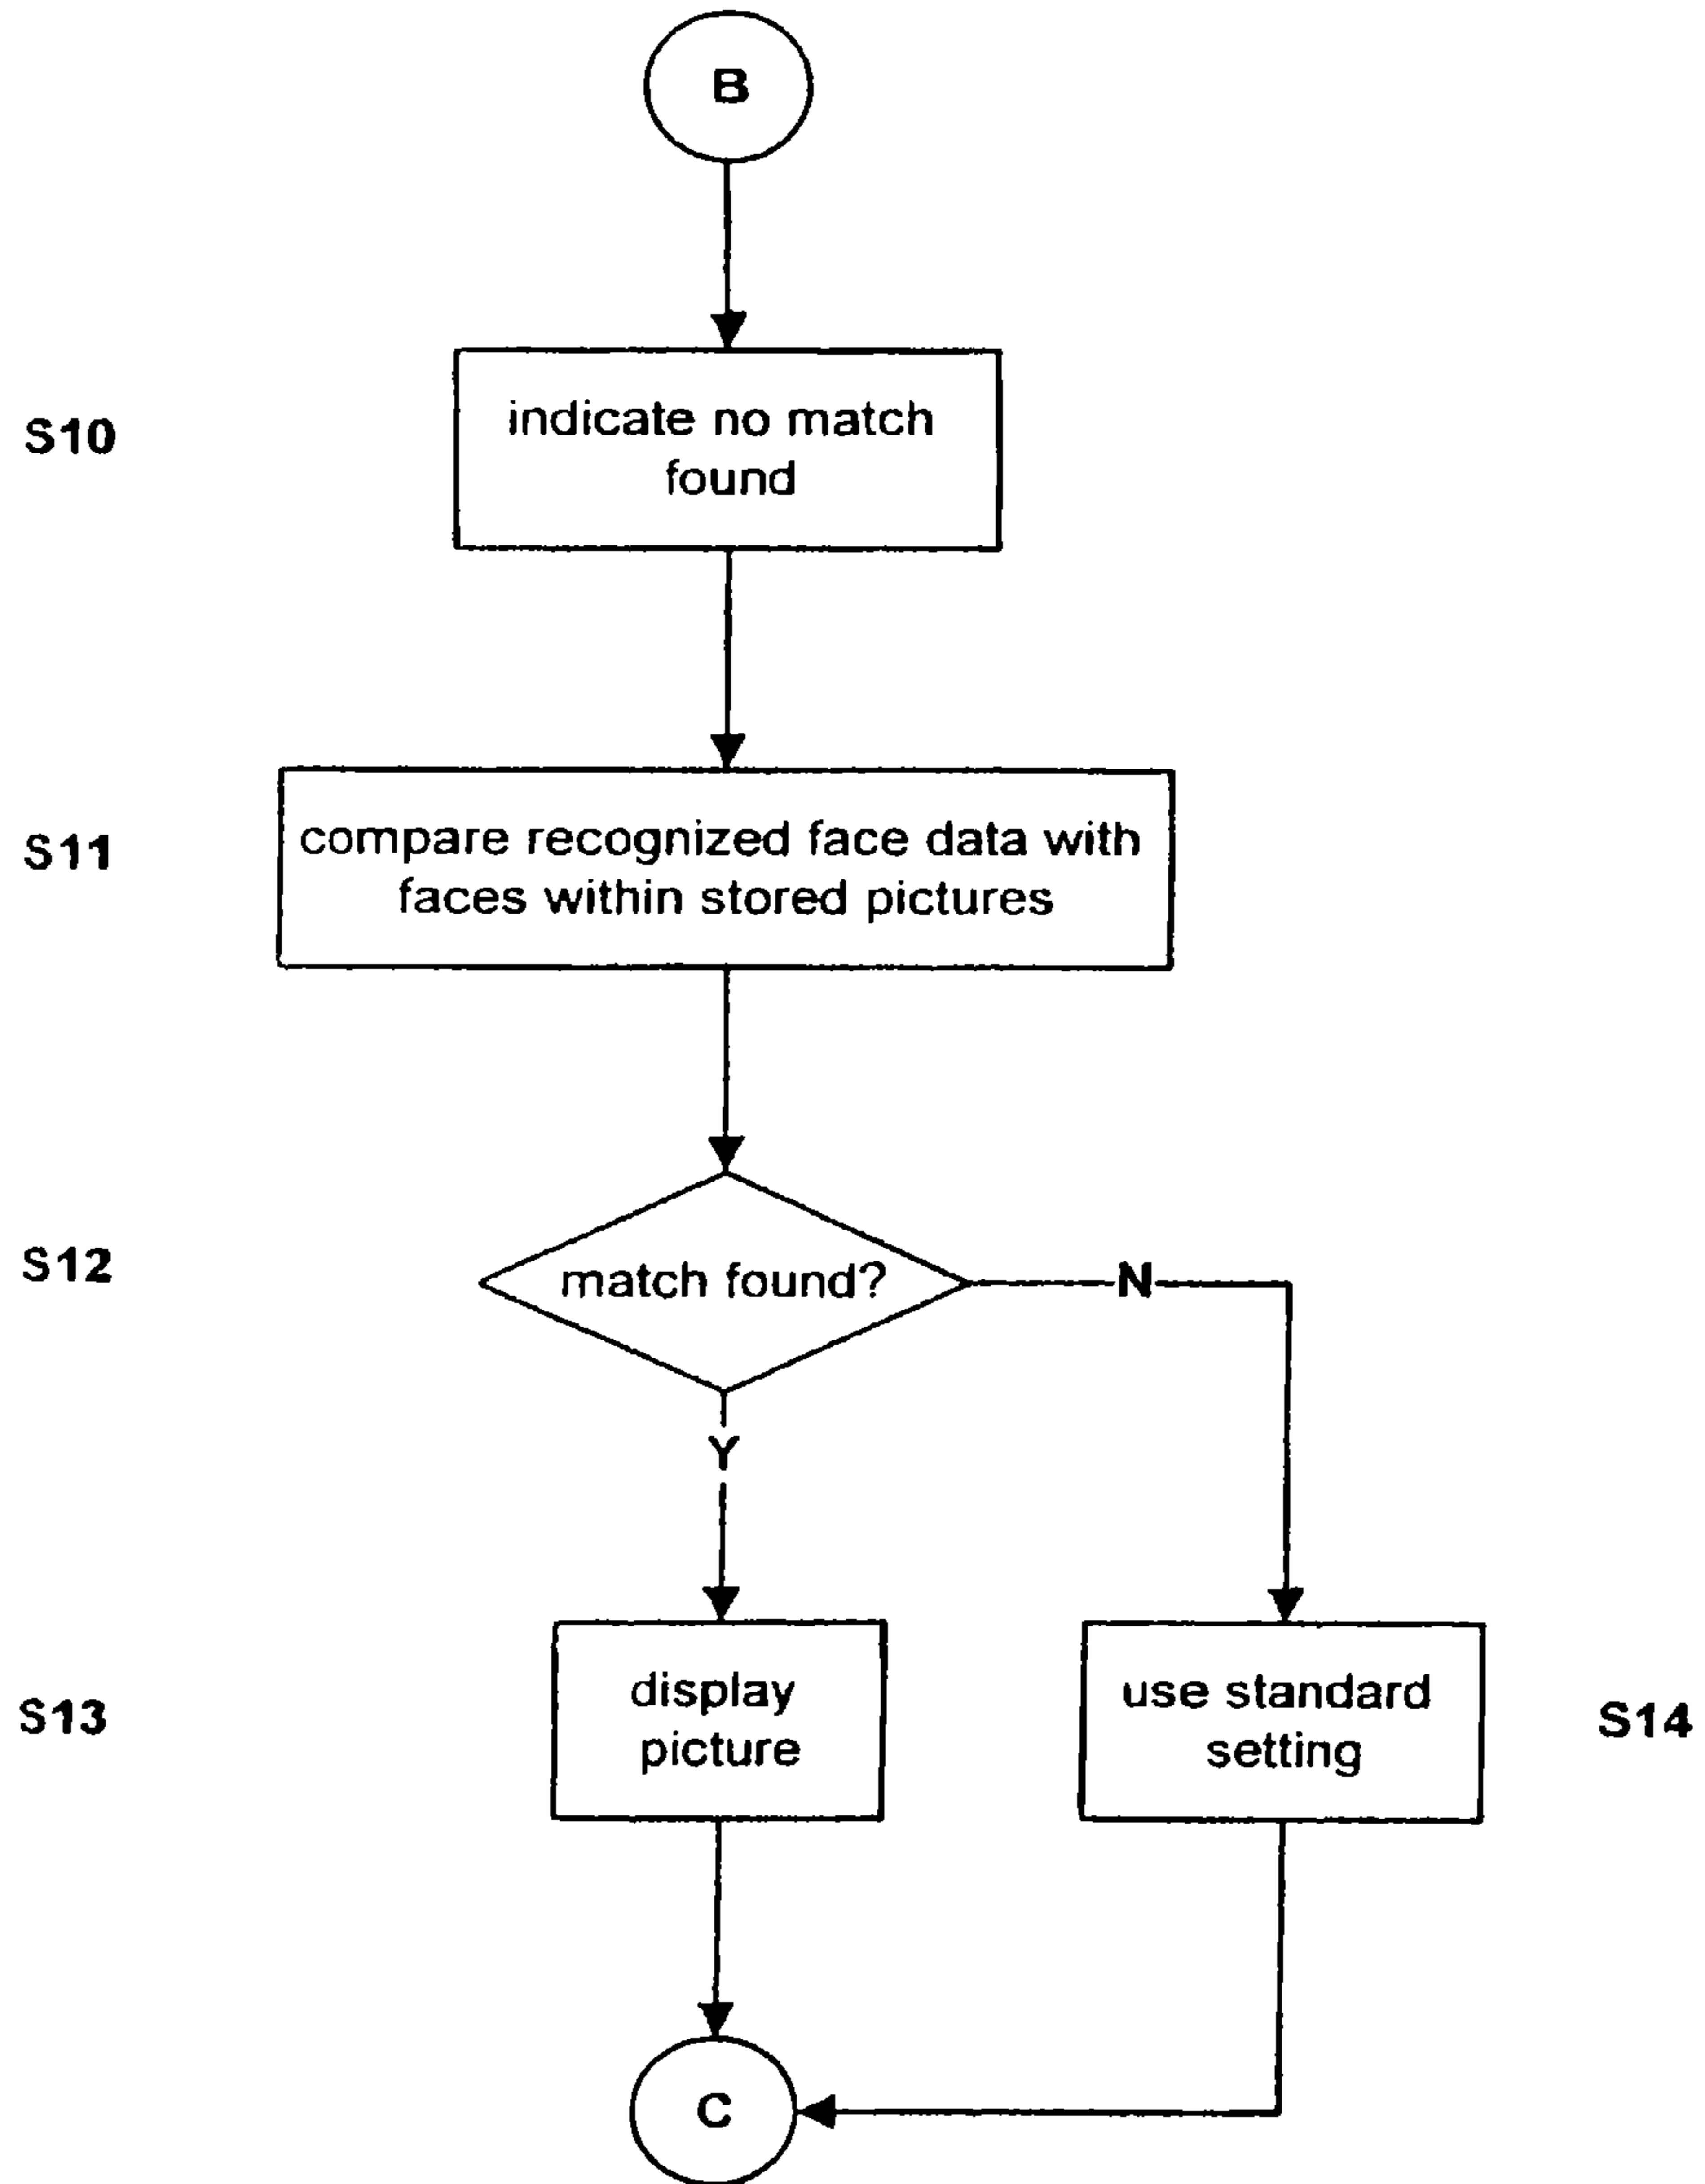 B
S10
indicate no match
found
S11
compare recognized face data with
faces within stored pictures
S12
match found?
N
Y
S13
display
picture
use standard
setting
S14
C